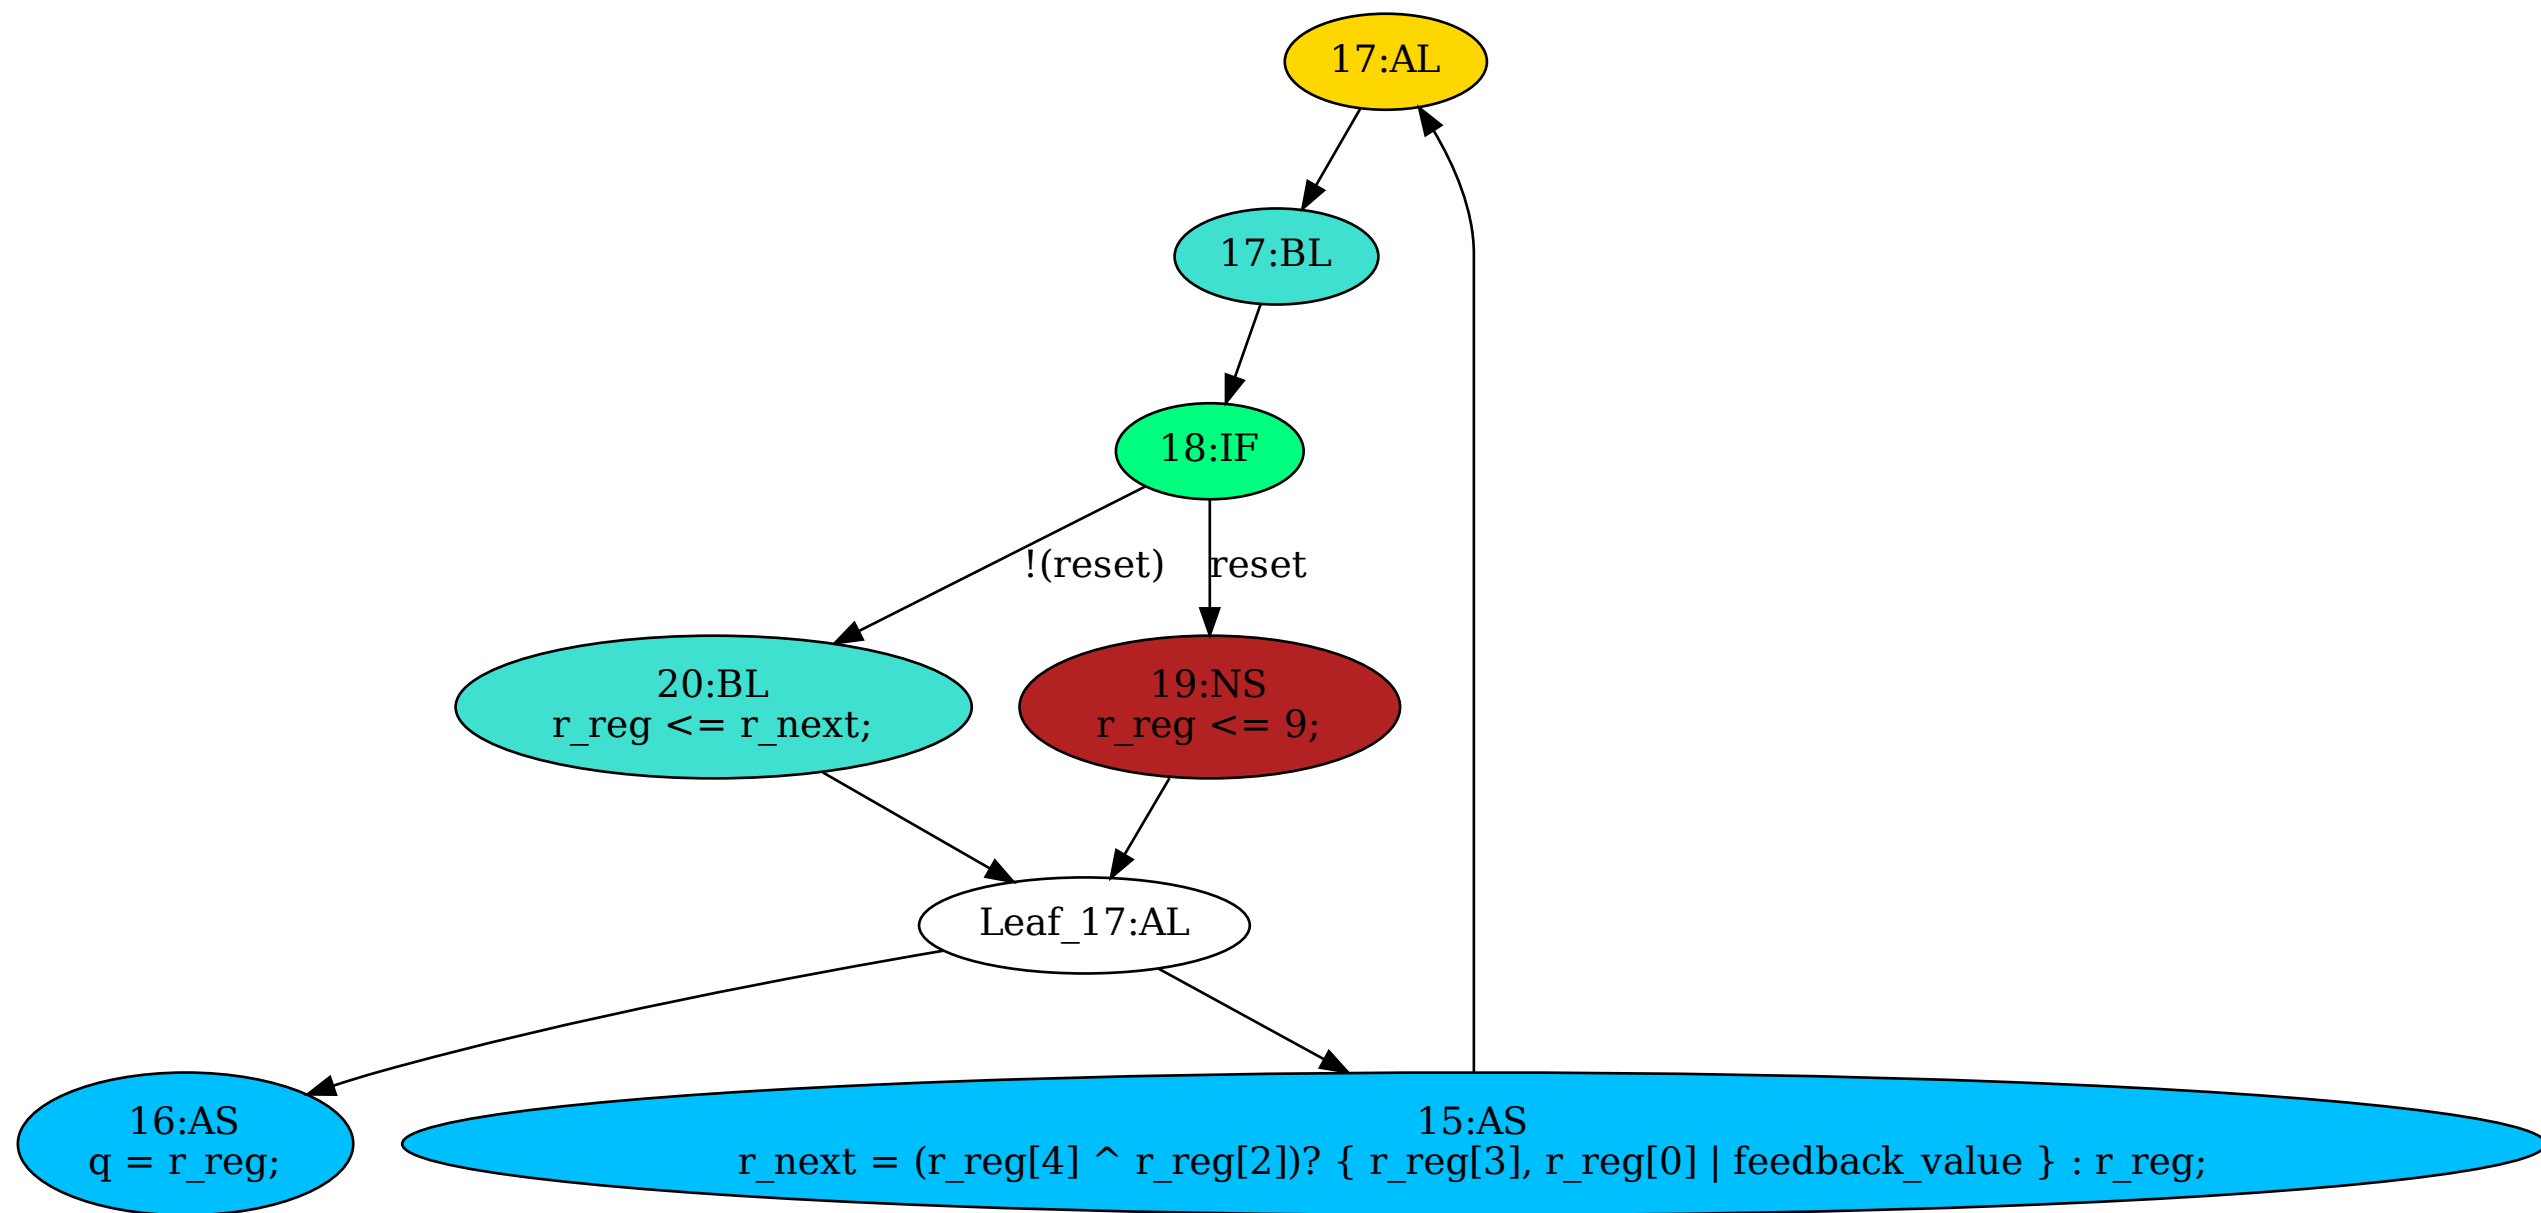 17:AL
17:BL
18:IF
!(reset)
reset
20:BL
r_reg <= r_next;
19:NS
r_reg <= 9;
Leaf_17:AL
16:AS
q = r_reg;
15:AS
r_next = (r_reg[4] ^ r_reg[2])? { r_reg[3], r_reg[0] | feedback_value } : r_reg;